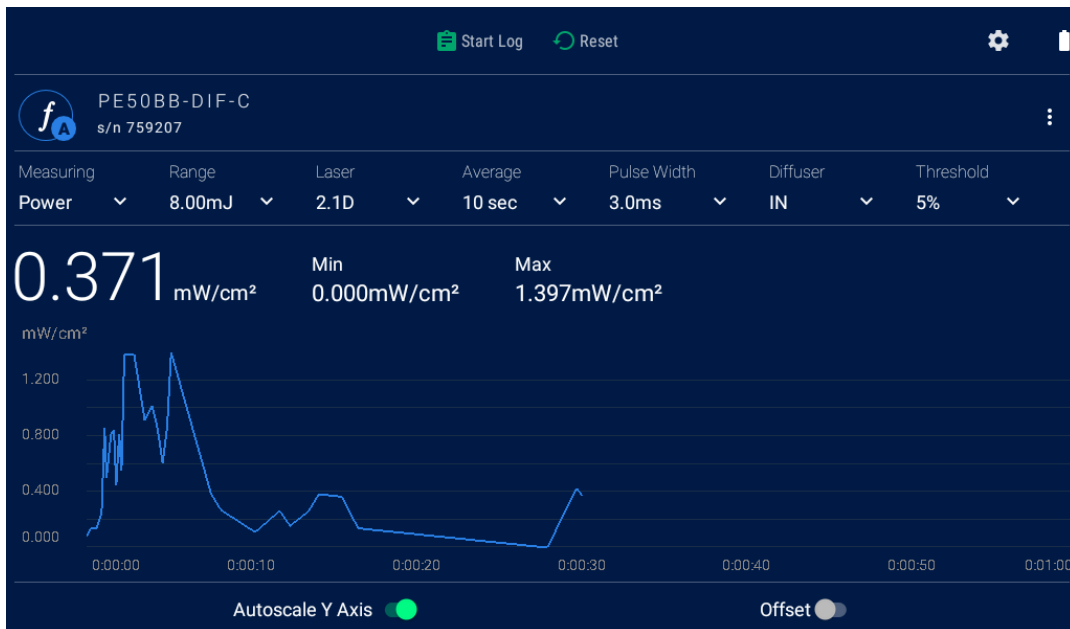 Start Log Reset
PE50BB-DIF-C
s/n 759207
Measuring Range Laser Average Pulse Width Diffuser Threshold
Power 8.00mJ 2.1D 10 sec 3.0ms IN 5%
0.371 mW/cm²
Min Max
0.000mW/cm² 1.397mW/cm²
mW/cm²
1.200
0.800
0.400
0.000
0:00:00 0:00:10 0:00:20 0:00:30 0:00:40 0:00:50 0:01:00
Autoscale Y Axis Offset